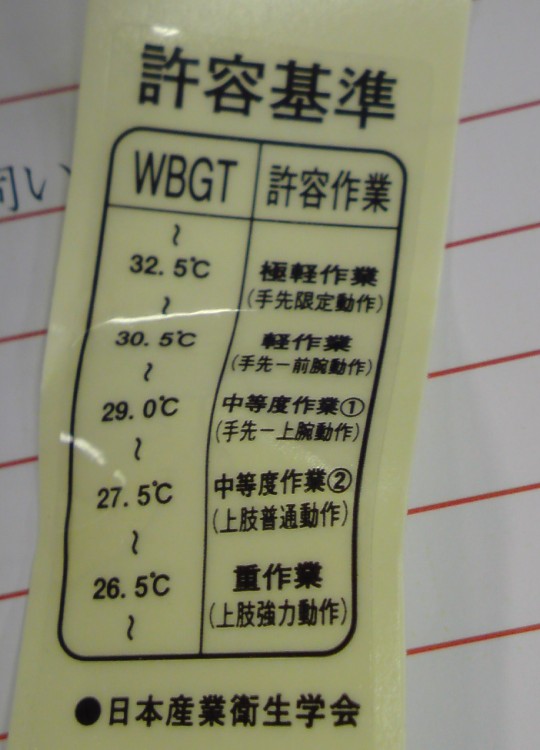 許容基準
WBGT 許容作業
~
32.5℃ 極軽作業
(手先限定動作)
~
30.5℃ 軽作業
(手先ー前腕動作)
~
29.0℃ 中等度作業①
(手先ー上腕動作)
~
27.5℃ 中等度作業②
(上肢普通動作)
~
26.5℃ 重作業
(上肢強力動作)
~
●日本産業衛生学会